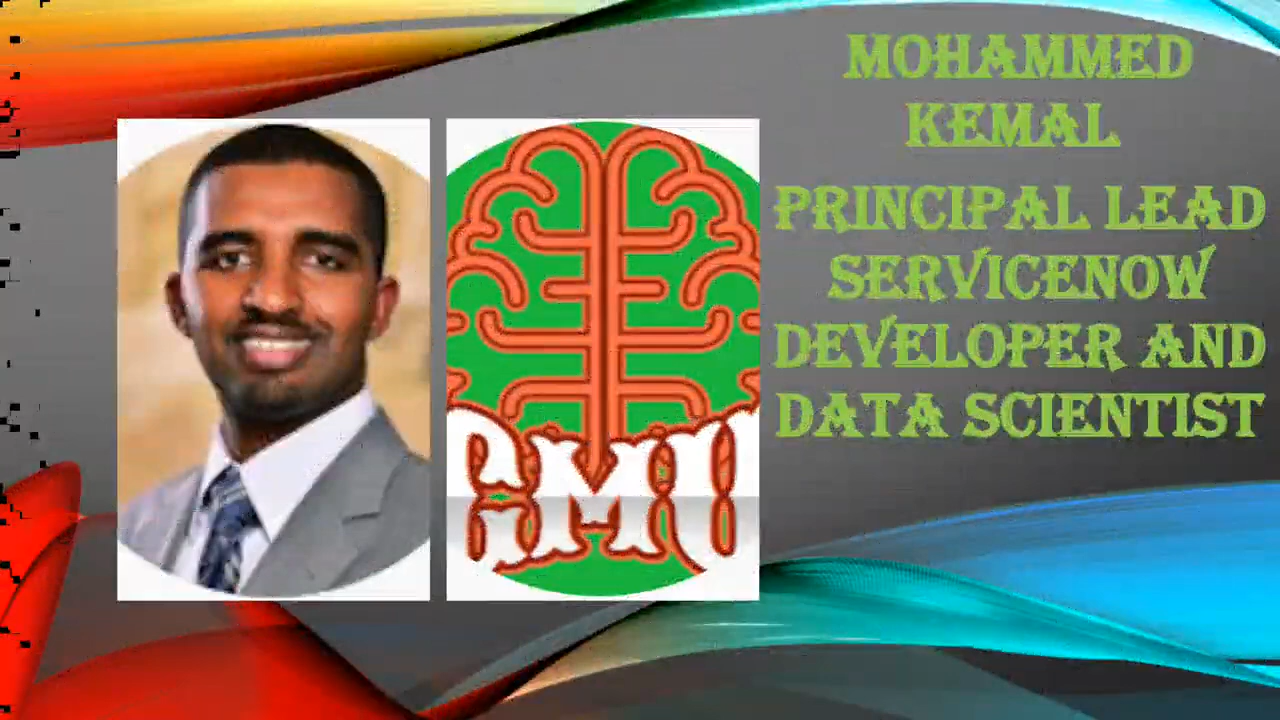 MOHAMMED
KEMAL
PRINCIPAL LEAD
SERVICENOW
DEVELOPER AND
DATA SCIENTIST